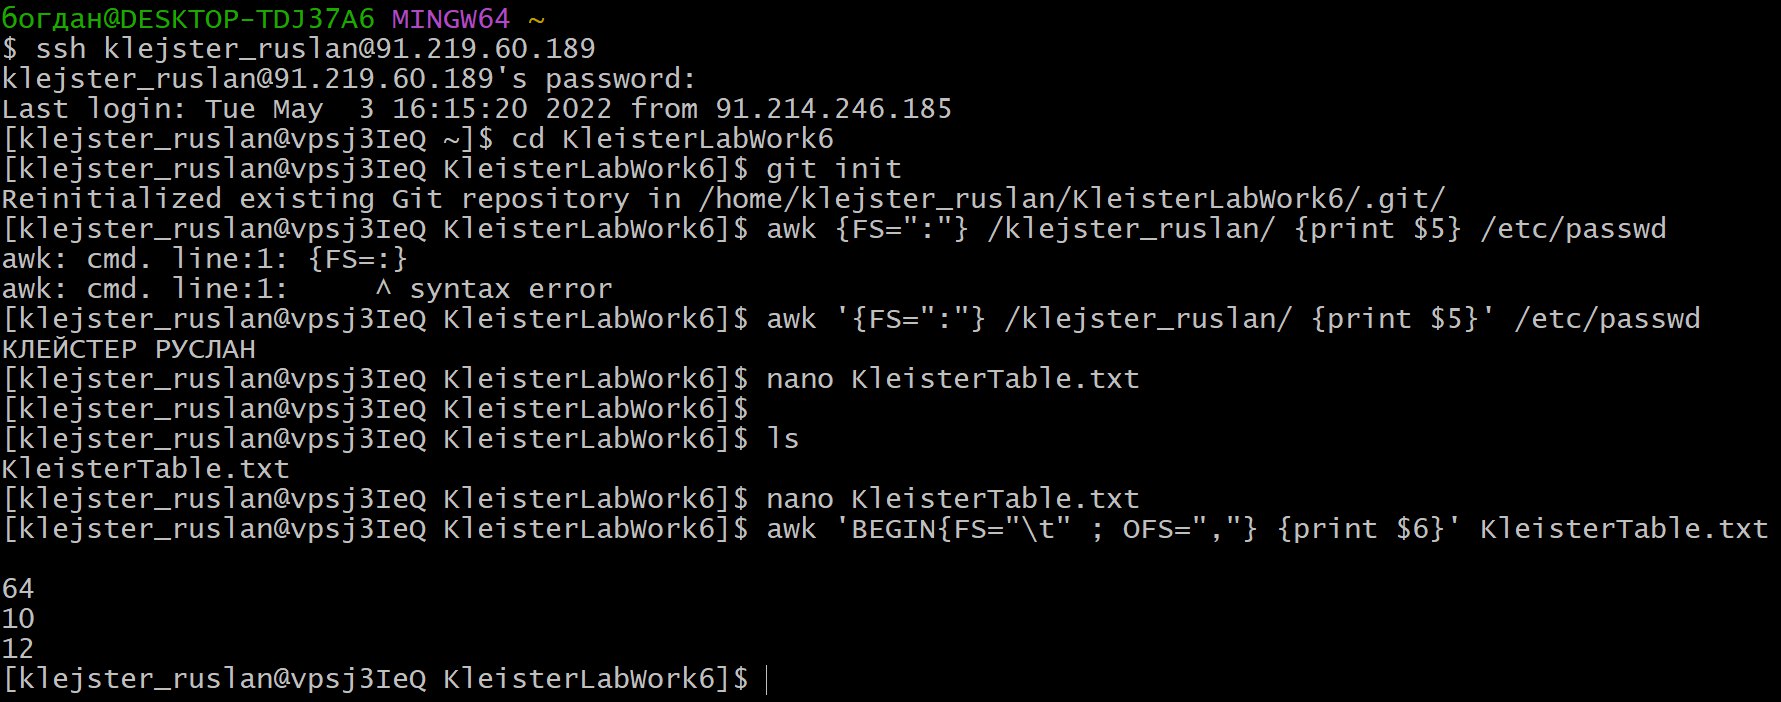 богдан@DESKTOP-TDJ37A6 MINGW64 ~
$ ssh klejster_ruslan@91.219.60.189
klejster_ruslan@91.219.60.189's password:
Last login: Tue May  3 16:15:20 2022 from 91.214.246.185
[klejster_ruslan@vpsj3IeQ ~]$ cd KleisterLabWork6
[klejster_ruslan@vpsj3IeQ KleisterLabWork6]$ git init
Reinitialized existing Git repository in /home/klejster_ruslan/KleisterLabWork6/.git/
[klejster_ruslan@vpsj3IeQ KleisterLabWork6]$ awk {FS=":"} /klejster_ruslan/ {print $5} /etc/passwd
awk: cmd. line:1: {FS=:}
awk: cmd. line:1:     ^ syntax error
[klejster_ruslan@vpsj3IeQ KleisterLabWork6]$ awk '{FS=":"} /klejster_ruslan/ {print $5}' /etc/passwd
КЛЕЙСТЕР РУСЛАН
[klejster_ruslan@vpsj3IeQ KleisterLabWork6]$ nano KleisterTable.txt
[klejster_ruslan@vpsj3IeQ KleisterLabWork6]$
[klejster_ruslan@vpsj3IeQ KleisterLabWork6]$ ls
KleisterTable.txt
[klejster_ruslan@vpsj3IeQ KleisterLabWork6]$ nano KleisterTable.txt
[klejster_ruslan@vpsj3IeQ KleisterLabWork6]$ awk 'BEGIN{FS="\t" ; OFS=","} {print $6}' KleisterTable.txt
64
10
12
[klejster_ruslan@vpsj3IeQ KleisterLabWork6]$